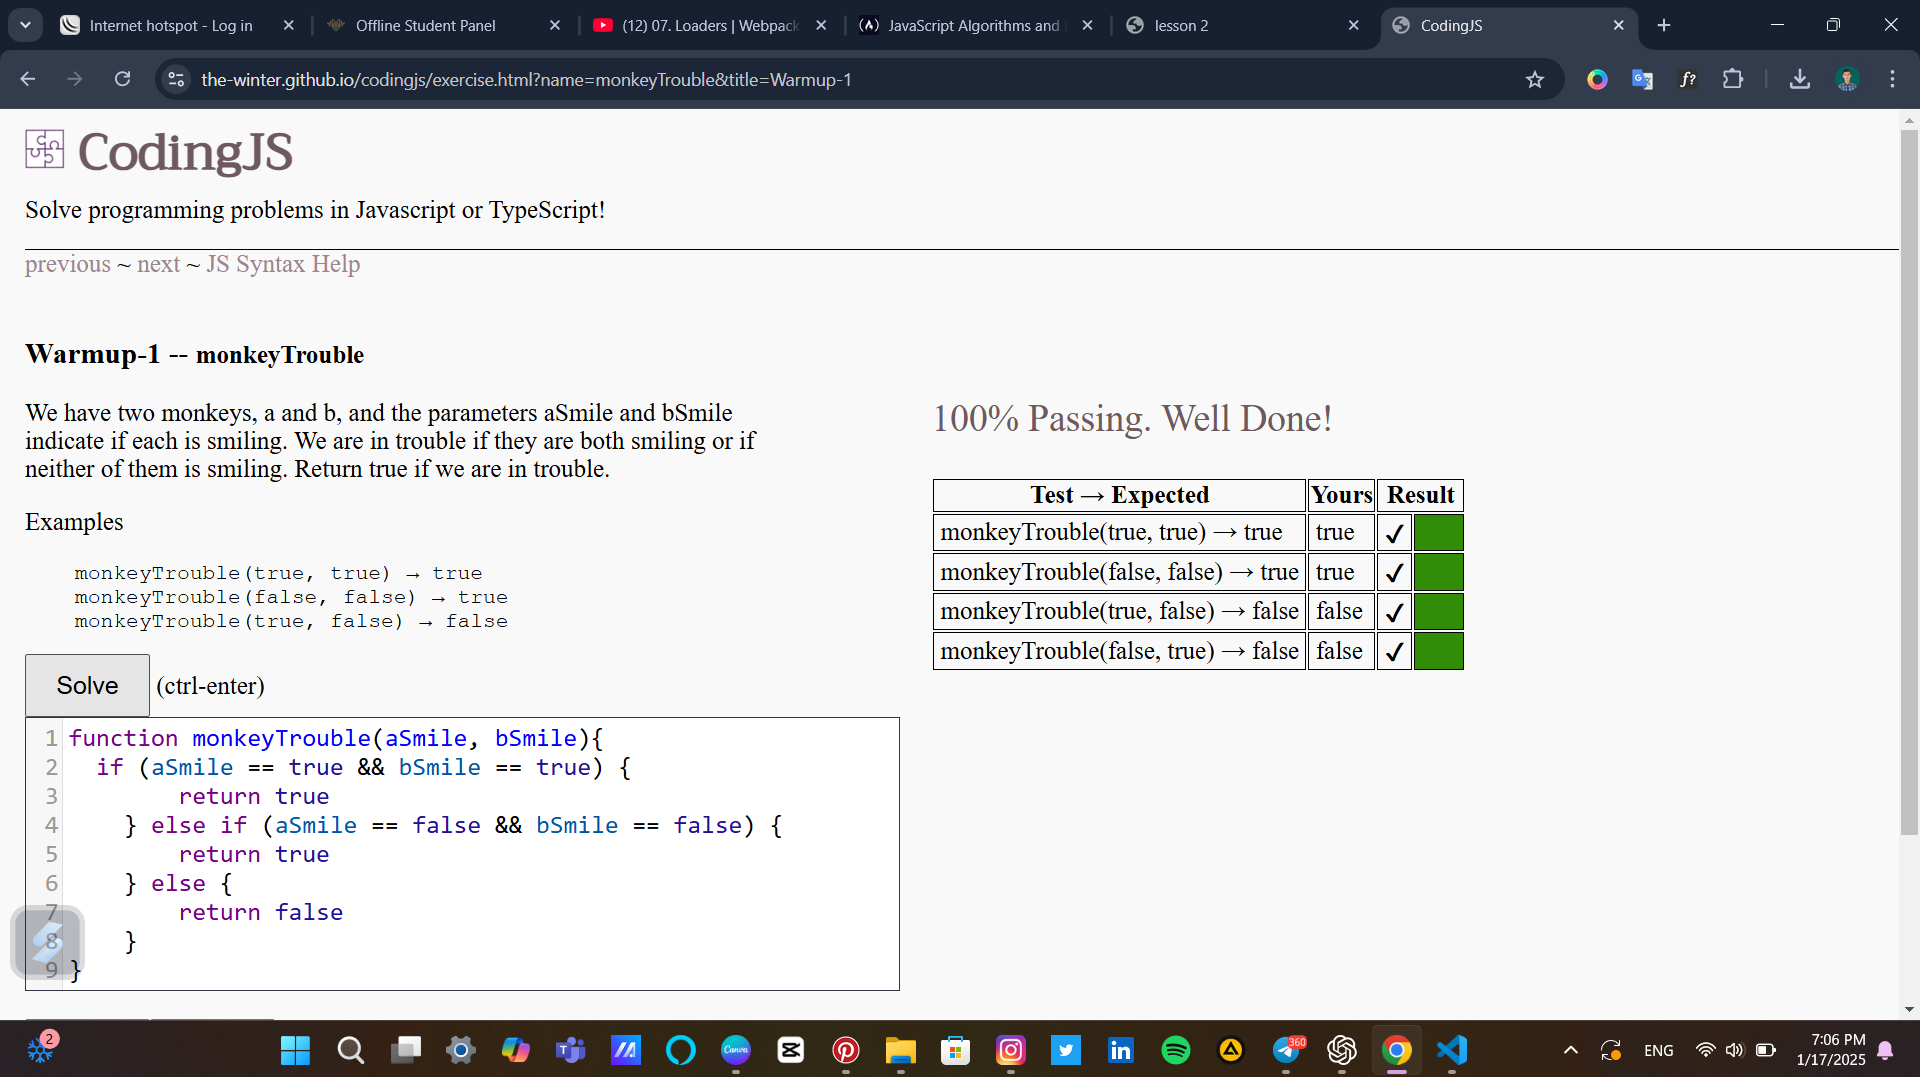 Internet hotspot - Log in
Offline Student Panel
(12) 07. Loaders | Webpack
JavaScript Algorithms and
lesson 2
CodingJS
the-winter.github.io/codingjs/exercise.html?name=monkeyTrouble&title=Warmup-1
CodingJS
Solve programming problems in Javascript or TypeScript!
previous ~ next ~ JS Syntax Help
Warmup-1 -- monkeyTrouble
We have two monkeys, a and b, and the parameters aSmile and bSmile
indicate if each is smiling. We are in trouble if they are both smiling or if
neither of them is smiling. Return true if we are in trouble.
Examples
monkeyTrouble(true, true) → true
monkeyTrouble(false, false) → true
monkeyTrouble(true, false) → false
Solve (ctrl-enter)
1 function monkeyTrouble(aSmile, bSmile){
2 if (aSmile == true && bSmile == true) {
3 return true
4 } else if (aSmile == false && bSmile == false) {
5 return true
6 } else {
7 return false
8 }
9 }
100% Passing. Well Done!
Test → Expected Yours Result
monkeyTrouble(true, true) → true true ✓
monkeyTrouble(false, false) → true true ✓
monkeyTrouble(true, false) → false false ✓
monkeyTrouble(false, true) → false false ✓
2
Canva
360
ENG
7:06 PM
1/17/2025